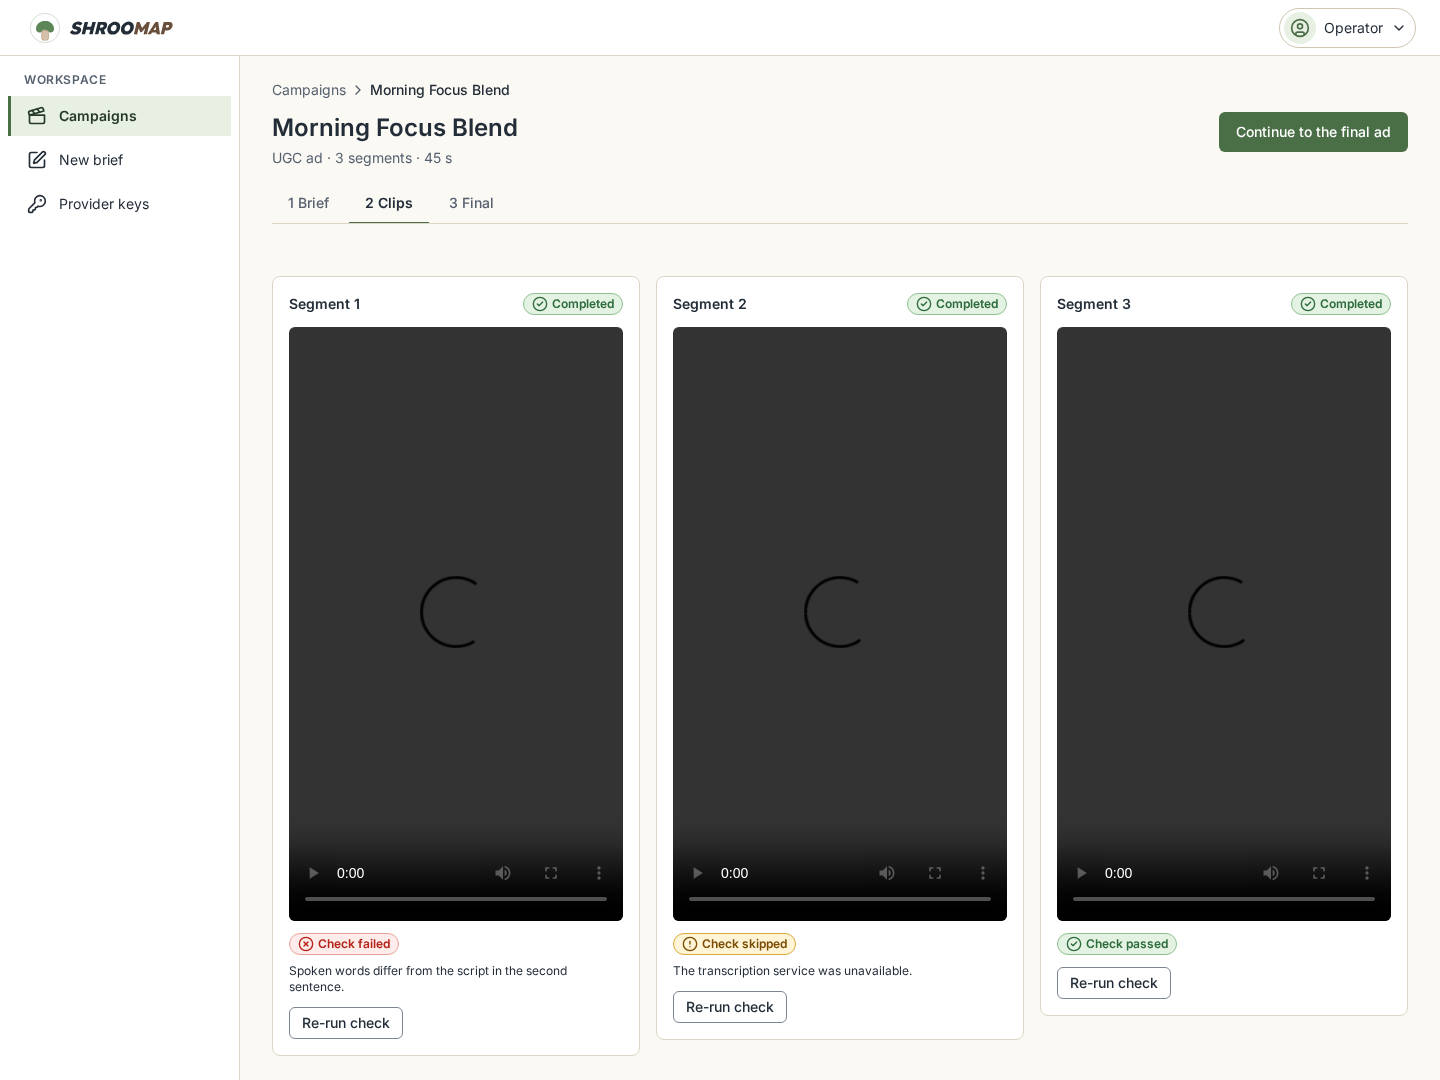 SHROOMAP
Operator
WORKSPACE
Campaigns
New brief
Provider keys
Campaigns > Morning Focus Blend
Morning Focus Blend
UGC ad · 3 segments · 45 s
Continue to the final ad
1 Brief
2 Clips
3 Final
Segment 1
Completed
0:00
Check failed
Spoken words differ from the script in the second
sentence.
Re-run check
Segment 2
Completed
0:00
Check skipped
The transcription service was unavailable.
Re-run check
Segment 3
Completed
0:00
Check passed
Re-run check